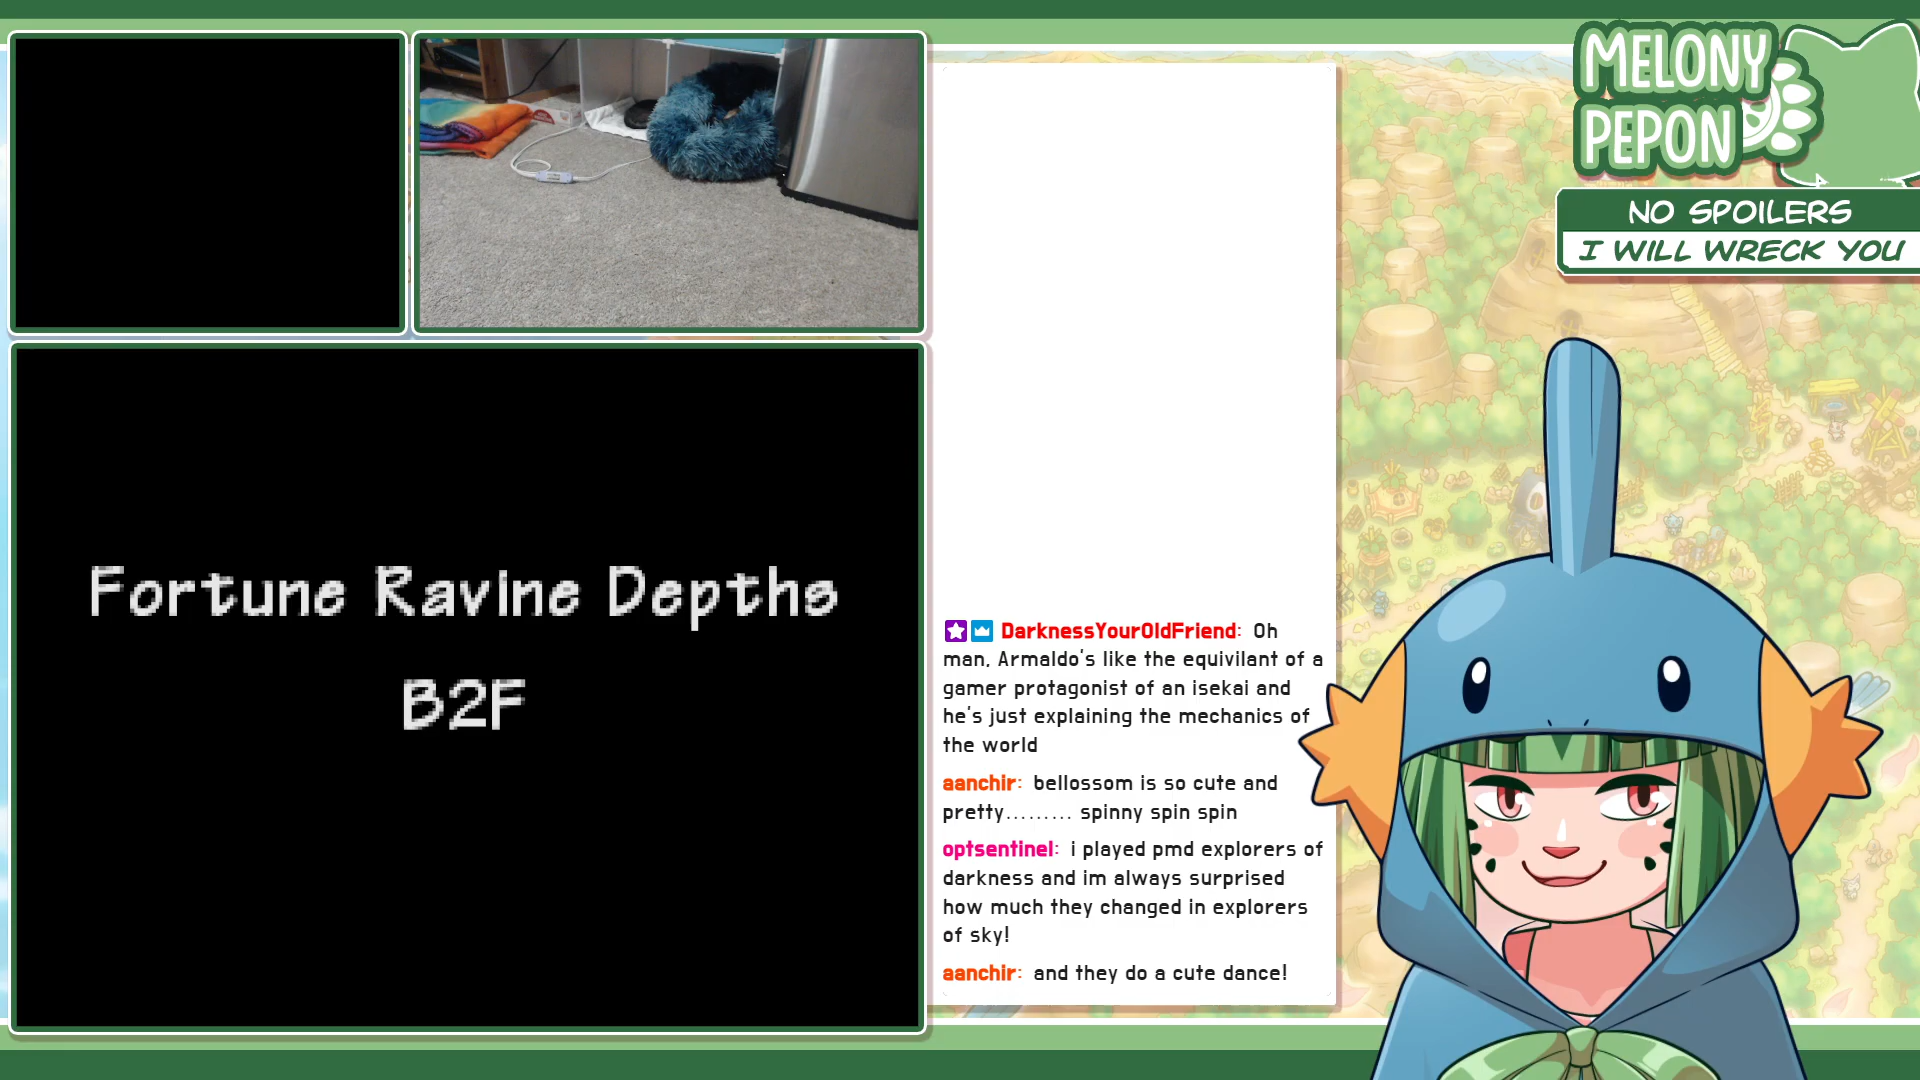 MELONY
PEPON
NO SPOILERS
I WILL WRECK YOU
Fortune Ravine Depths
B2F
DarknessYourOldFriend: Oh
man, Armaldo's like the equivilant of a
gamer protagonist of an isekai and
he's just explaining the mechanics of
the world
aanchir: bellossom is so cute and
pretty......... spinny spin spin
optsentinel: i played pmd explorers of
darkness and im always surprised
how much they changed in explorers
of sky!
aanchir: and they do a cute dance!